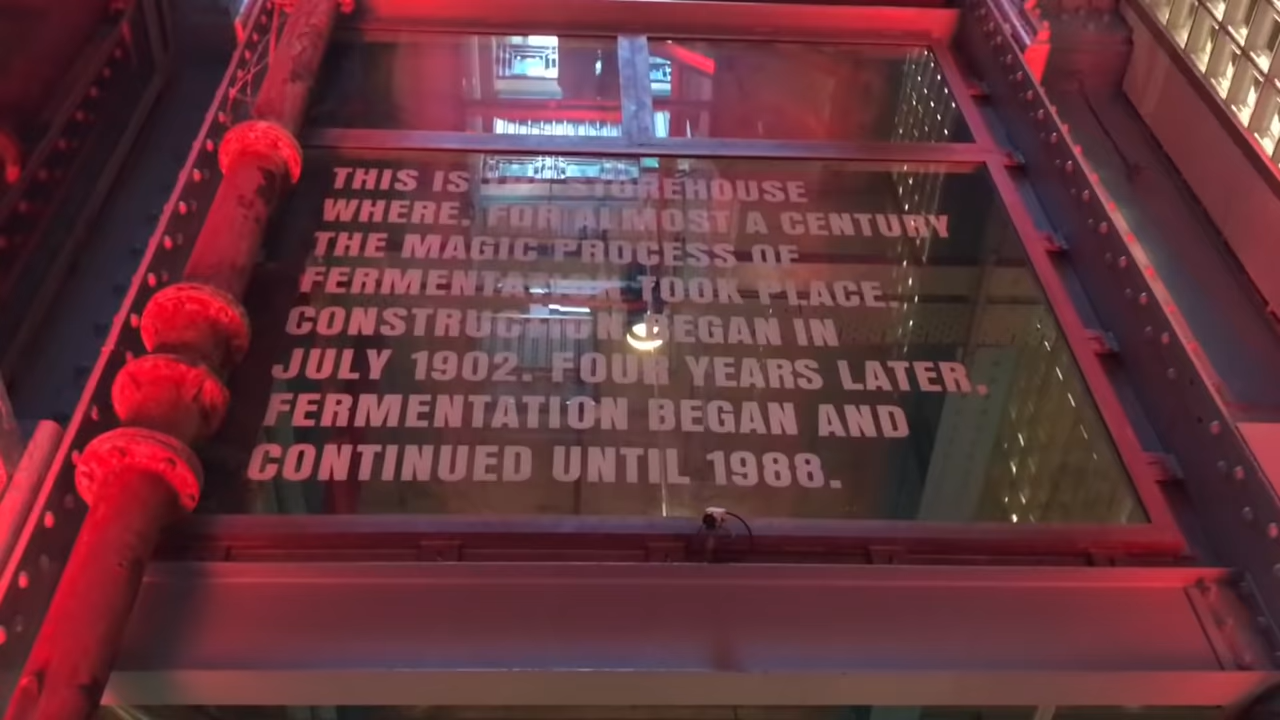 THIS IS STOREHOUSE
WHERE, FOR ALMOST A CENTURY
THE MAGIC PROCESS OF
FERMENTATION TOOK PLACE.
CONSTRUCTION BEGAN IN
JULY 1902. FOUR YEARS LATER,
FERMENTATION BEGAN AND
CONTINUED UNTIL 1988.